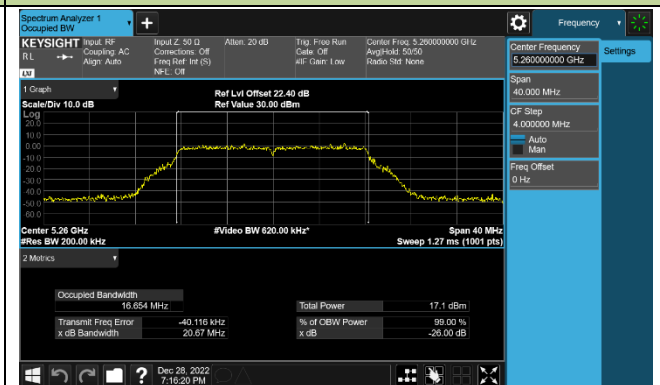 Spectrum Analyzer 1
Occupied BW
+
Frequency
KEYSIGHT
RL
LXI
Input: RF
Coupling: AC
Align: Auto
Input Z: 50 Ω
Corrections: Off
Freq Ref: Int (S)
NFE: Off
Atten: 20 dB
Trig: Free Run
Gate: Off
#IF Gain: Low
Center Freq: 5.260000000 GHz
Avg|Hold: 50/50
Radio Std: None
Center Frequency
5.260000000 GHz
Settings
Span
40.000 MHz
CF Step
4.000000 MHz
Auto
Man
Freq Offset
0 Hz
1 Graph
Scale/Div 10.0 dB
Ref Lvl Offset 22.40 dB
Ref Value 30.00 dBm
Log
20.0
10.0
0.00
-10.0
-20.0
-30.0
-40.0
-50.0
-60.0
Center 5.26 GHz
#Video BW 620.00 kHz*
Span 40 MHz
#Res BW 200.00 kHz
Sweep 1.27 ms (1001 pts)
2 Metrics
Occupied Bandwidth
16.654 MHz
Total Power
17.1 dBm
Transmit Freq Error
-40.116 kHz
% of OBW Power
99.00 %
x dB Bandwidth
20.67 MHz
x dB
-26.00 dB
?
Dec 28, 2022
7:16:20 PM